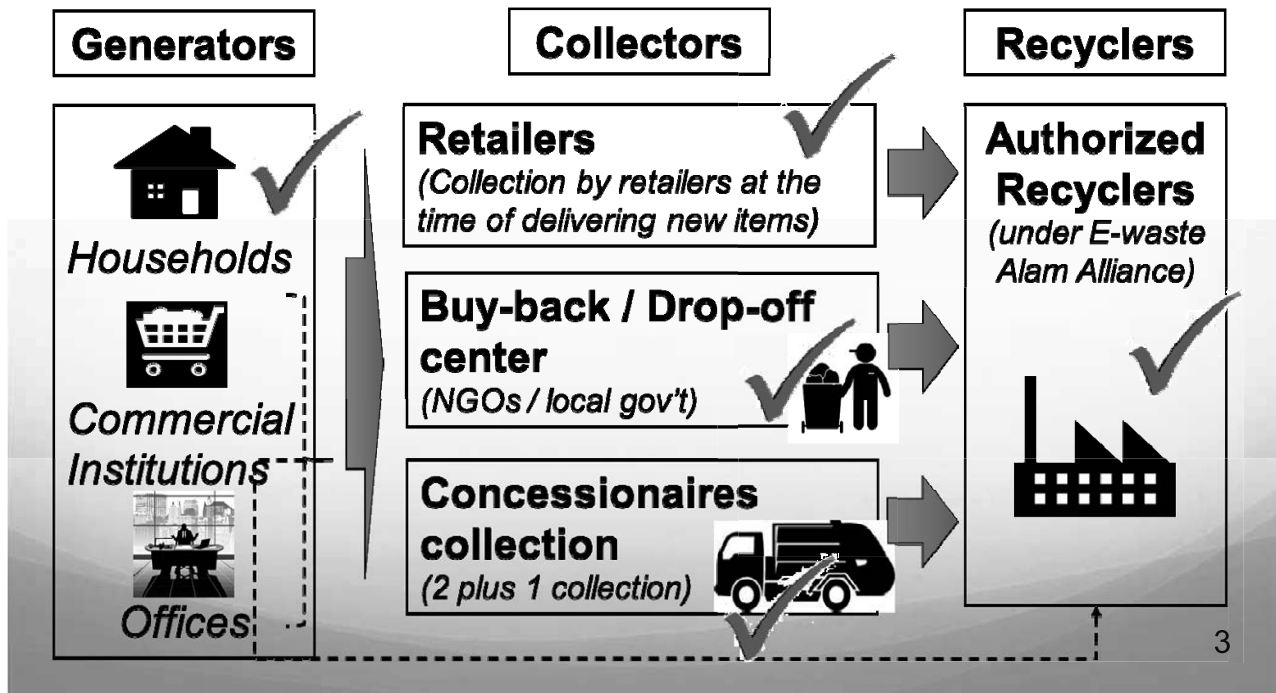 Generators
Collectors
Recyclers
Households
Commercial
Institutions
Offices
Retailers
(Collection by retailers at the
time of delivering new items)
Buy-back / Drop-off
center
(NGOs / local gov't)
Concessionaires
collection
(2 plus 1 collection)
Authorized
Recyclers
(under E-waste
Alam Alliance)
3